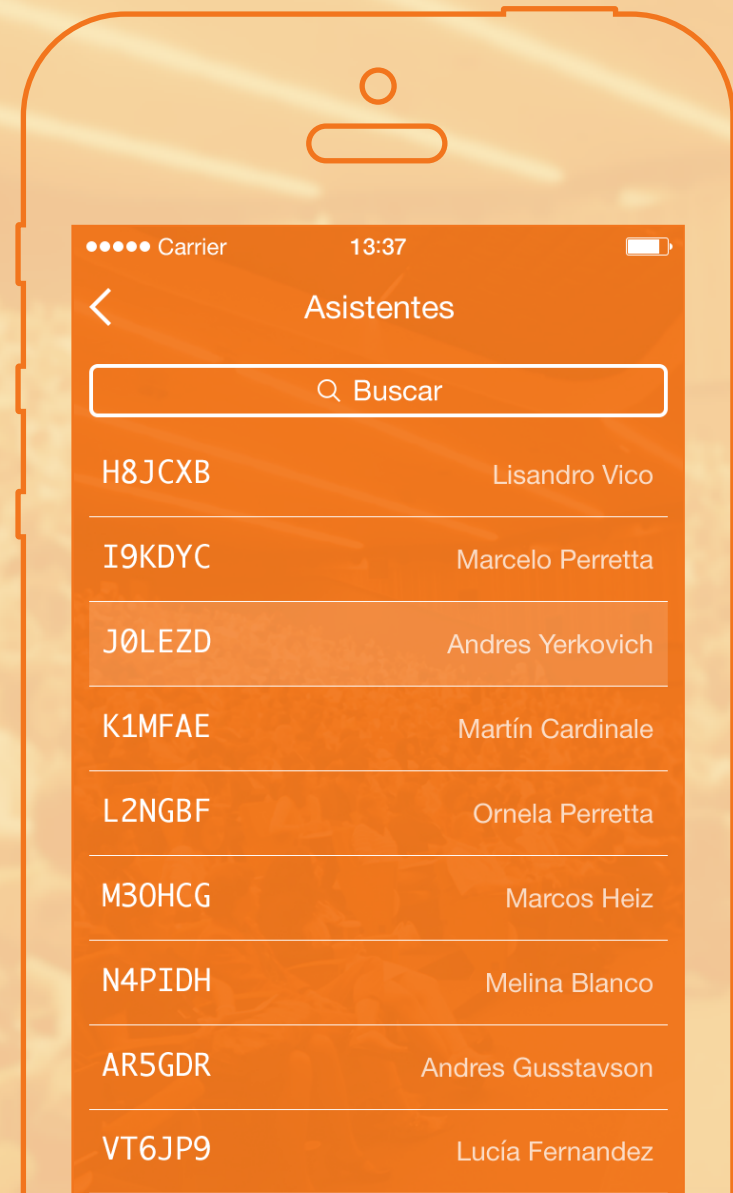 Carrier 13:37
Asistentes
Buscar
H8JCXB Lisandro Vico
I9KDYC Marcelo Perretta
J0LEZD Andres Yerkovich
K1MFAE Martín Cardinale
L2NGBF Ornela Perretta
M3OHCG Marcos Heiz
N4PIDH Melina Blanco
AR5GDR Andres Gusstavson
VT6JP9 Lucía Fernandez